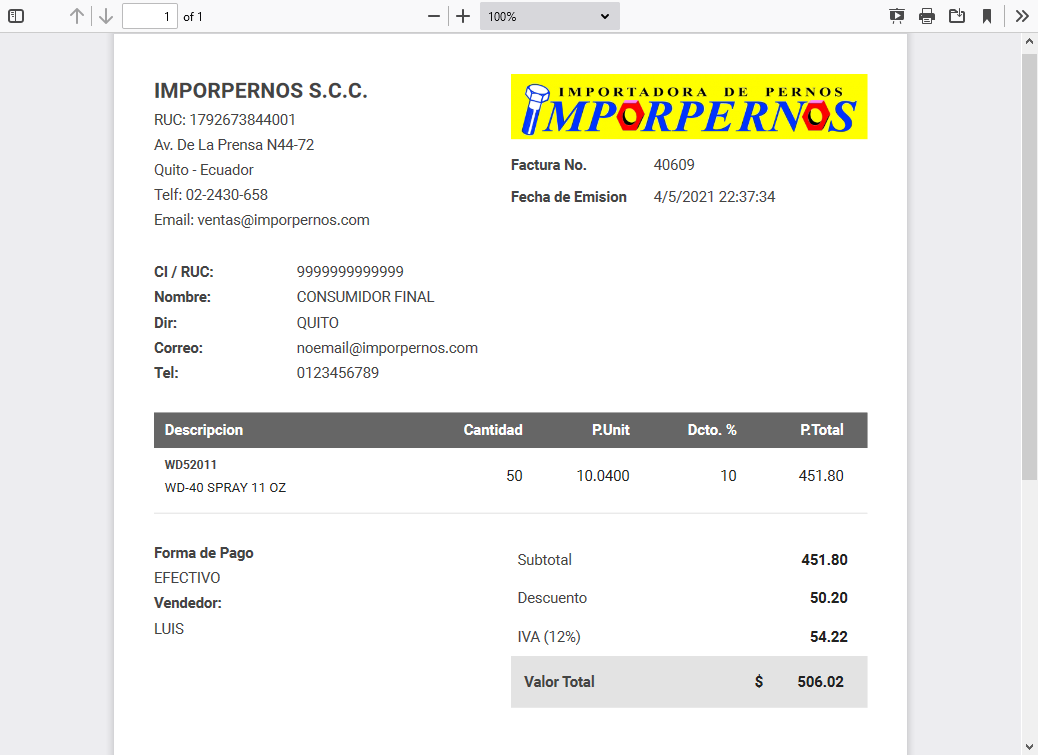 1 of 1 100%
IMPORPERNOS S.C.C.
RUC: 1792673844001
Av. De La Prensa N44-72
Quito - Ecuador
Telf: 02-2430-658
Email: ventas@imporpernos.com
IMPORTADORA DE PERNOS
IMPORPERNOS
Factura No. 40609
Fecha de Emision 4/5/2021 22:37:34
CI / RUC: 9999999999999
Nombre: CONSUMIDOR FINAL
Dir: QUITO
Correo: noemail@imporpernos.com
Tel: 0123456789
Descripcion Cantidad P.Unit Dcto. % P.Total
WD52011
WD-40 SPRAY 11 OZ 50 10.0400 10 451.80
Forma de Pago
EFECTIVO
Vendedor:
LUIS
Subtotal 451.80
Descuento 50.20
IVA (12%) 54.22
Valor Total $ 506.02